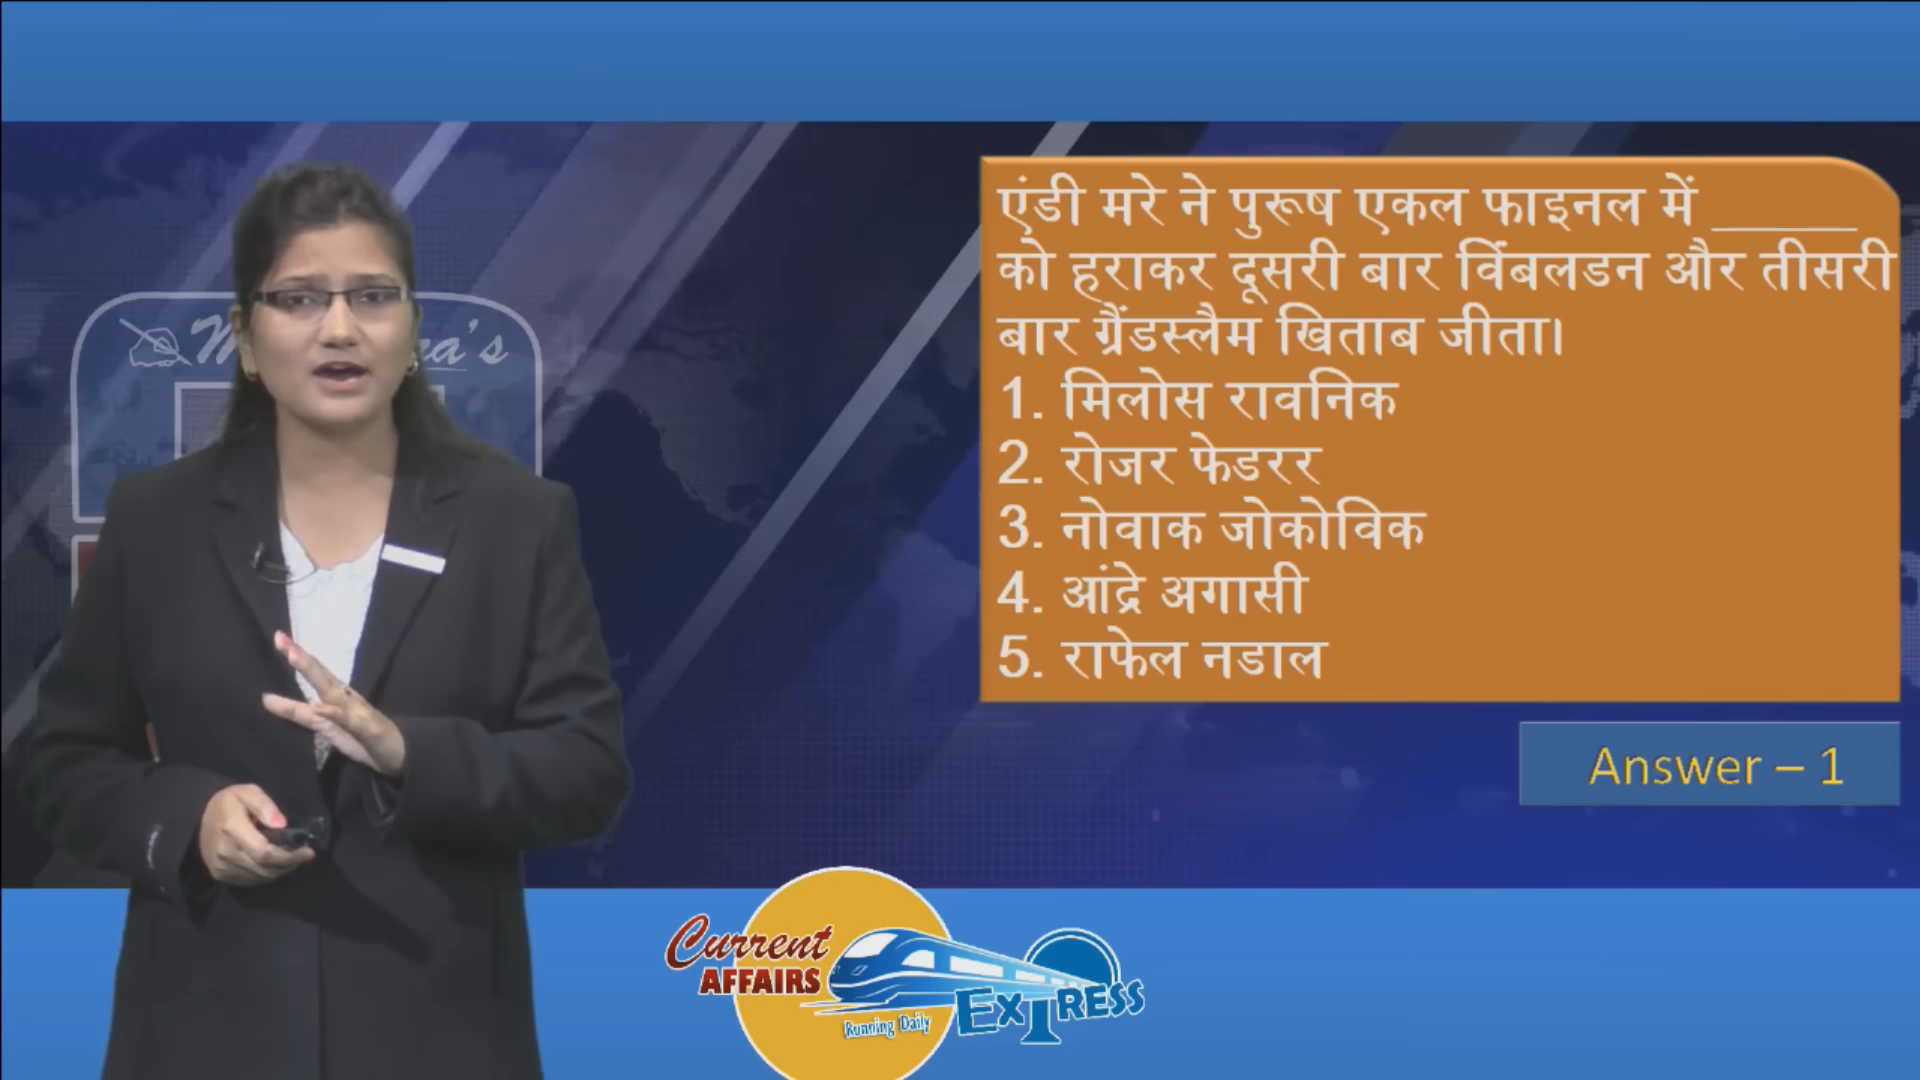 एंडी मरे ने पुरूष एकल फाइनल में ______
को हराकर दूसरी बार विंबलडन और तीसरी
बार ग्रैंडस्लैम खिताब जीता।
1. मिलोस रावनिक
2. रोजर फेडरर
3. नोवाक जोकोविक
4. आंद्रे अगासी
5. राफेल नडाल
Answer – 1
Current
AFFAIRS
Running Daily
ExpRESS